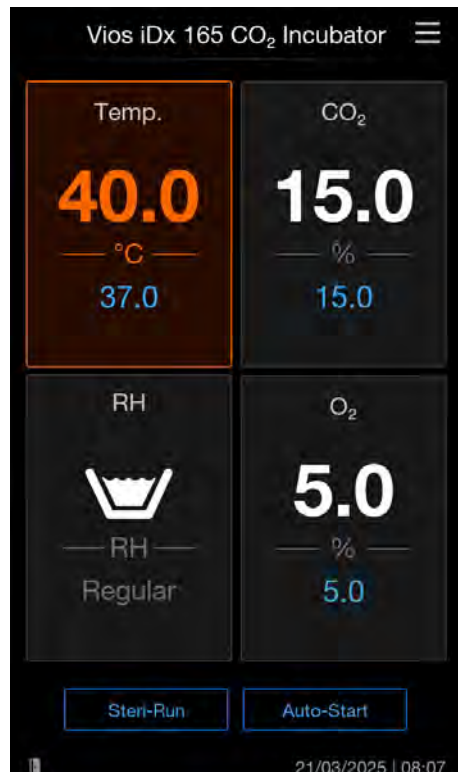 Vios iDx 165 CO₂ Incubator
Temp.
40.0
°C
37.0
CO₂
15.0
%
15.0
RH
RH
Regular
O₂
5.0
%
5.0
Steri-Run
Auto-Start
21/03/2025 | 08:07